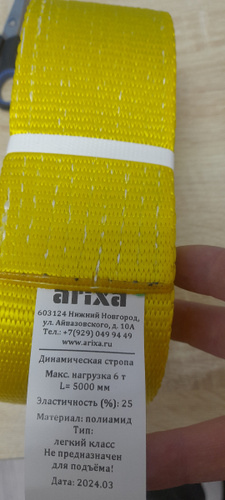 arixa
603124 Нижний Новгород,
ул. Айвазовского, д. 10А
Тел.: +7(929) 049 94 49
www.arixa.ru
Динамическая стропа
Макс. нагрузка 6 т
L= 5000 мм
Эластичность (%): 25
Материал: полиамид
Тип:
легкий класс
Не предназначен
для подъёма!
Дата: 2024.03